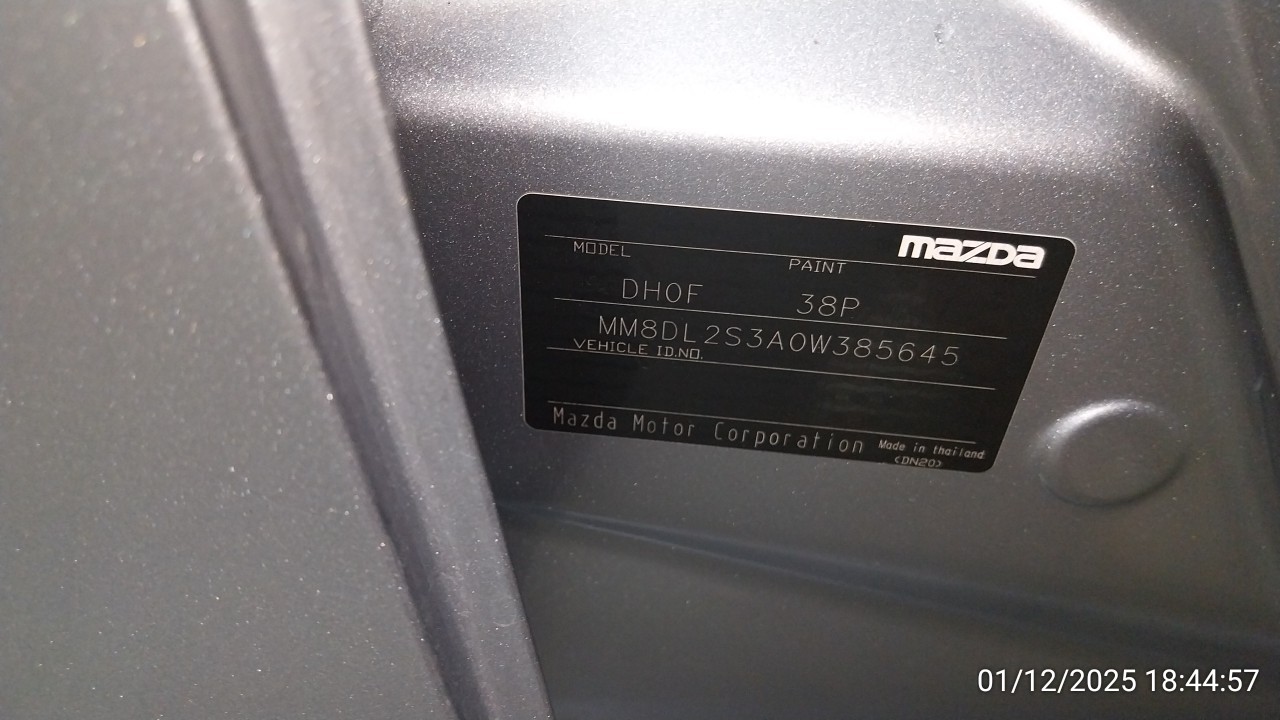 mazda
MODEL PAINT
DH0F 38P
MM8DL2S3A0W385645
VEHICLE ID.NO.
Mazda Motor Corporation Made in thailand
<DN20>
01/12/2025 18:44:57